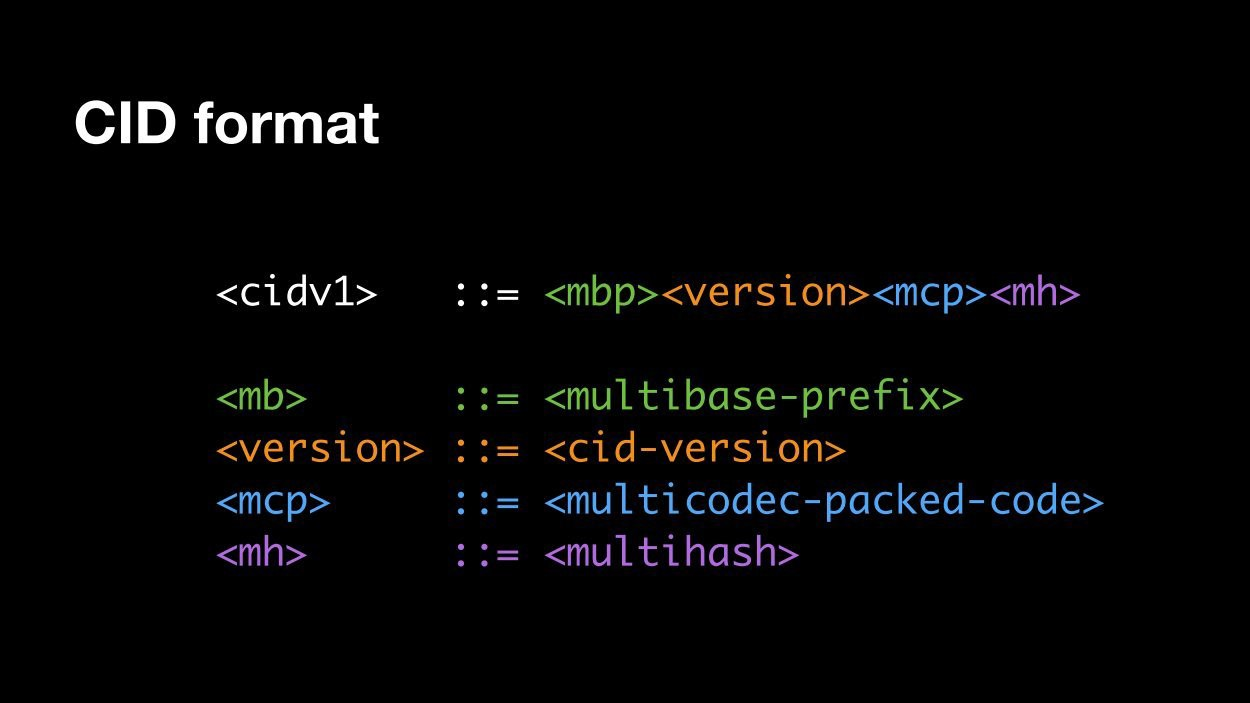 CID format
<cidv1> ::= <mbp><version><mcp><mh>
<mb> ::= <multibase-prefix>
<version> ::= <cid-version>
<mcp> ::= <multicodec-packed-code>
<mh> ::= <multihash>